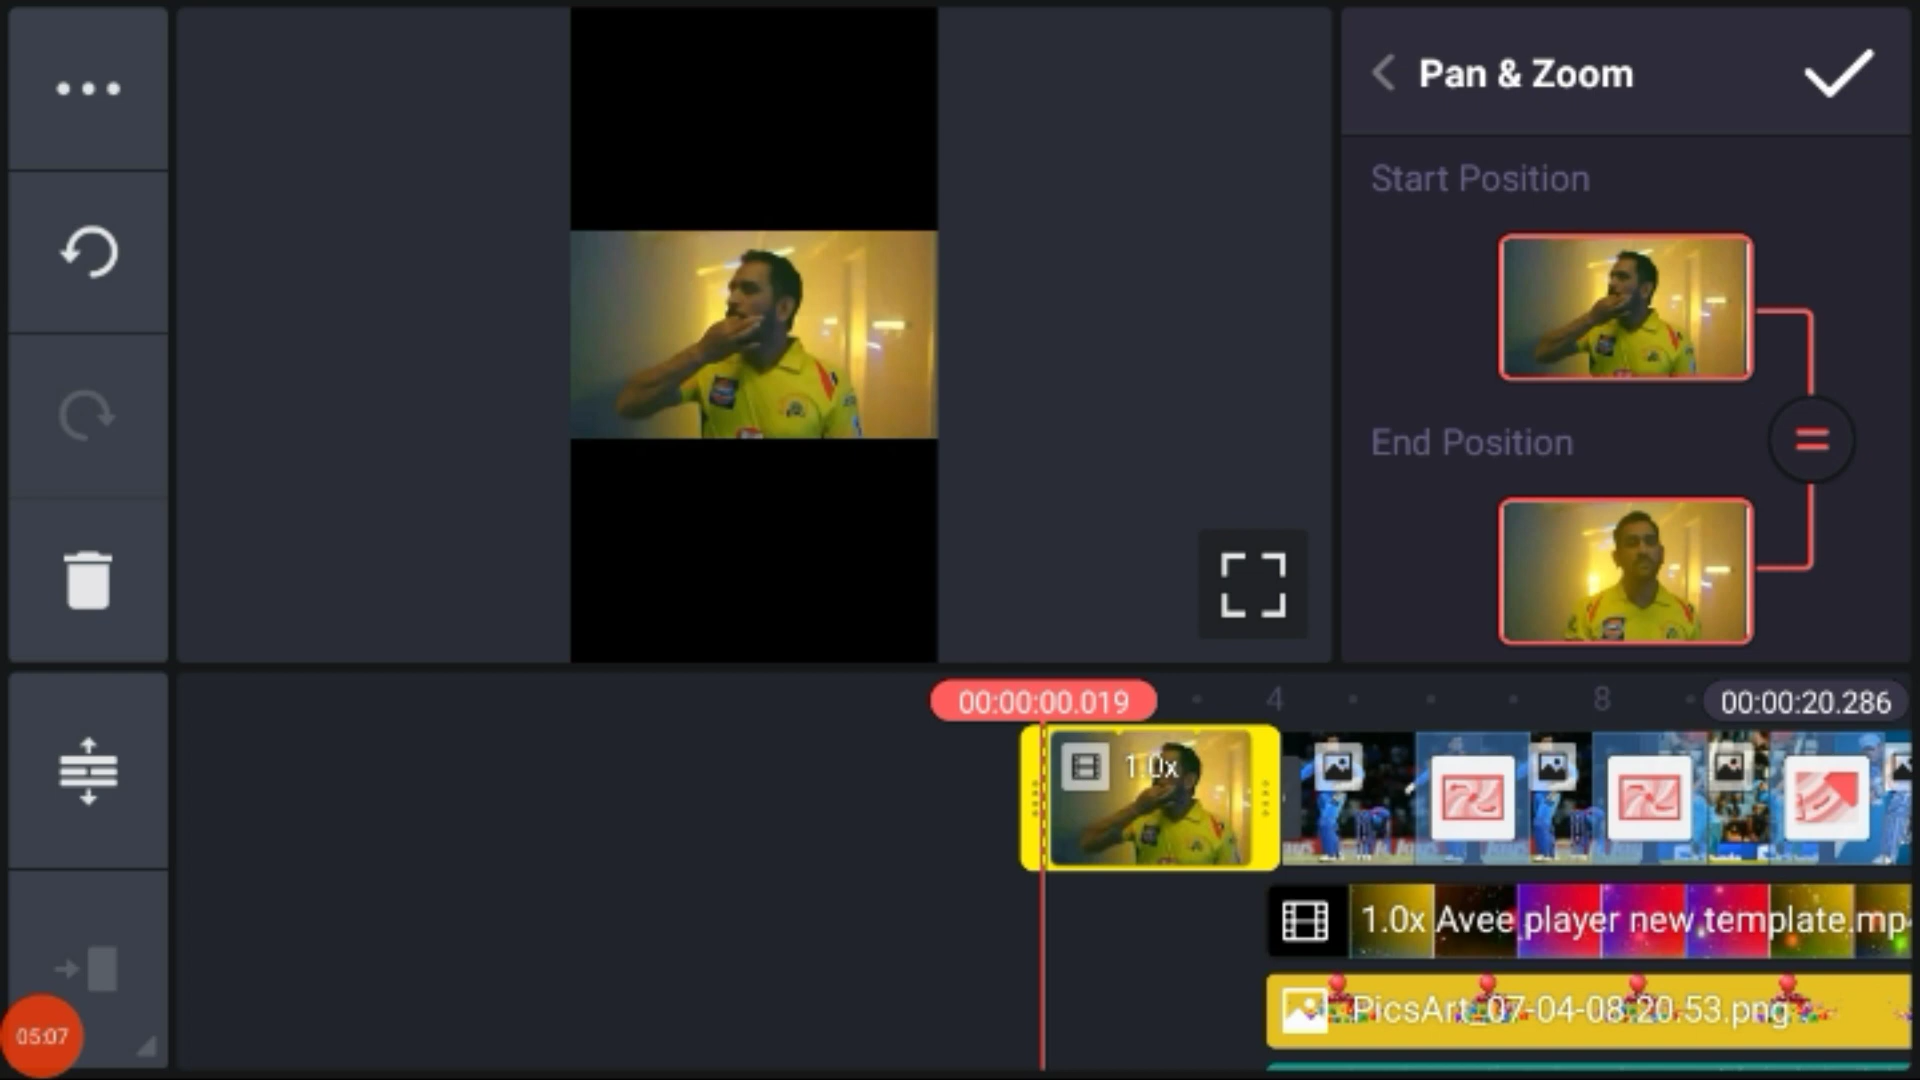 Pan & Zoom
Start Position
End Position
=
00:00:00.019
4
8
00:00:20.286
1.0x
1.0x Avee player new template.mp4
PicsArt_07-04-08.20.53.png
05:07